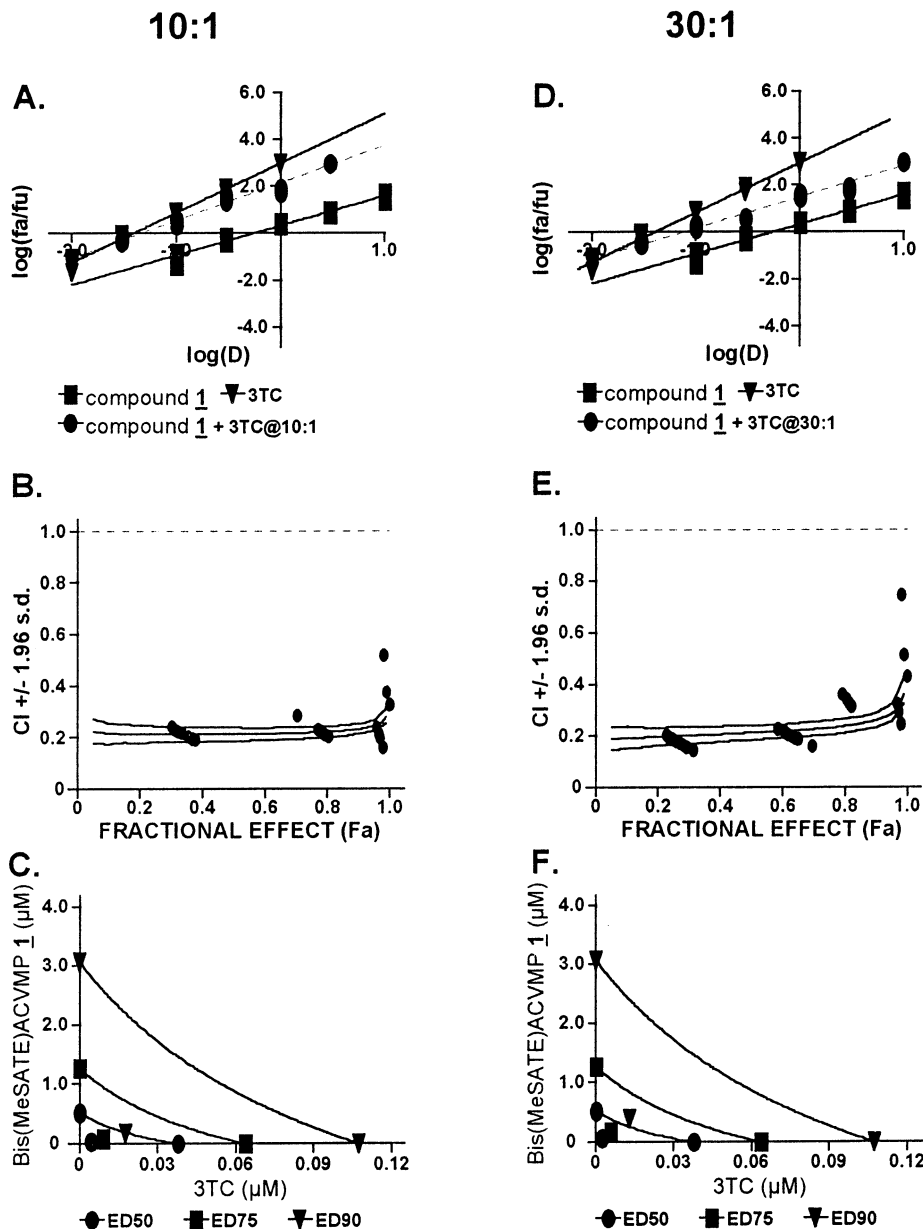 10:1
30:1
A.
6.0
4.0
2.0
-2.0
1.0
-2.0
-4.0
log(fa/fu)
log(D)
compound 1 3TC
compound 1 + 3TC@10:1
D.
6.0
4.0
2.0
-2.0
1.0
-2.0
-4.0
log(fa/fu)
log(D)
compound 1 3TC
compound 1 + 3TC@30:1
B.
1.0
0.8
0.6
0.4
0.2
0
0 0.2 0.4 0.6 0.8 1.0
CI +/- 1.96 s.d.
FRACTIONAL EFFECT (Fa)
E.
1.0
0.8
0.6
0.4
0.2
0
0 0.2 0.4 0.6 0.8 1.0
CI +/- 1.96 s.d.
FRACTIONAL EFFECT (Fa)
C.
4.0
3.0
2.0
1.0
0
0 0.03 0.06 0.09 0.12
Bis(MeSATE)ACVMP 1 (µM)
3TC (µM)
ED50 ED75 ED90
F.
4.0
3.0
2.0
1.0
0
0 0.03 0.06 0.09 0.12
Bis(MeSATE)ACVMP 1 (µM)
3TC (µM)
ED50 ED75 ED90